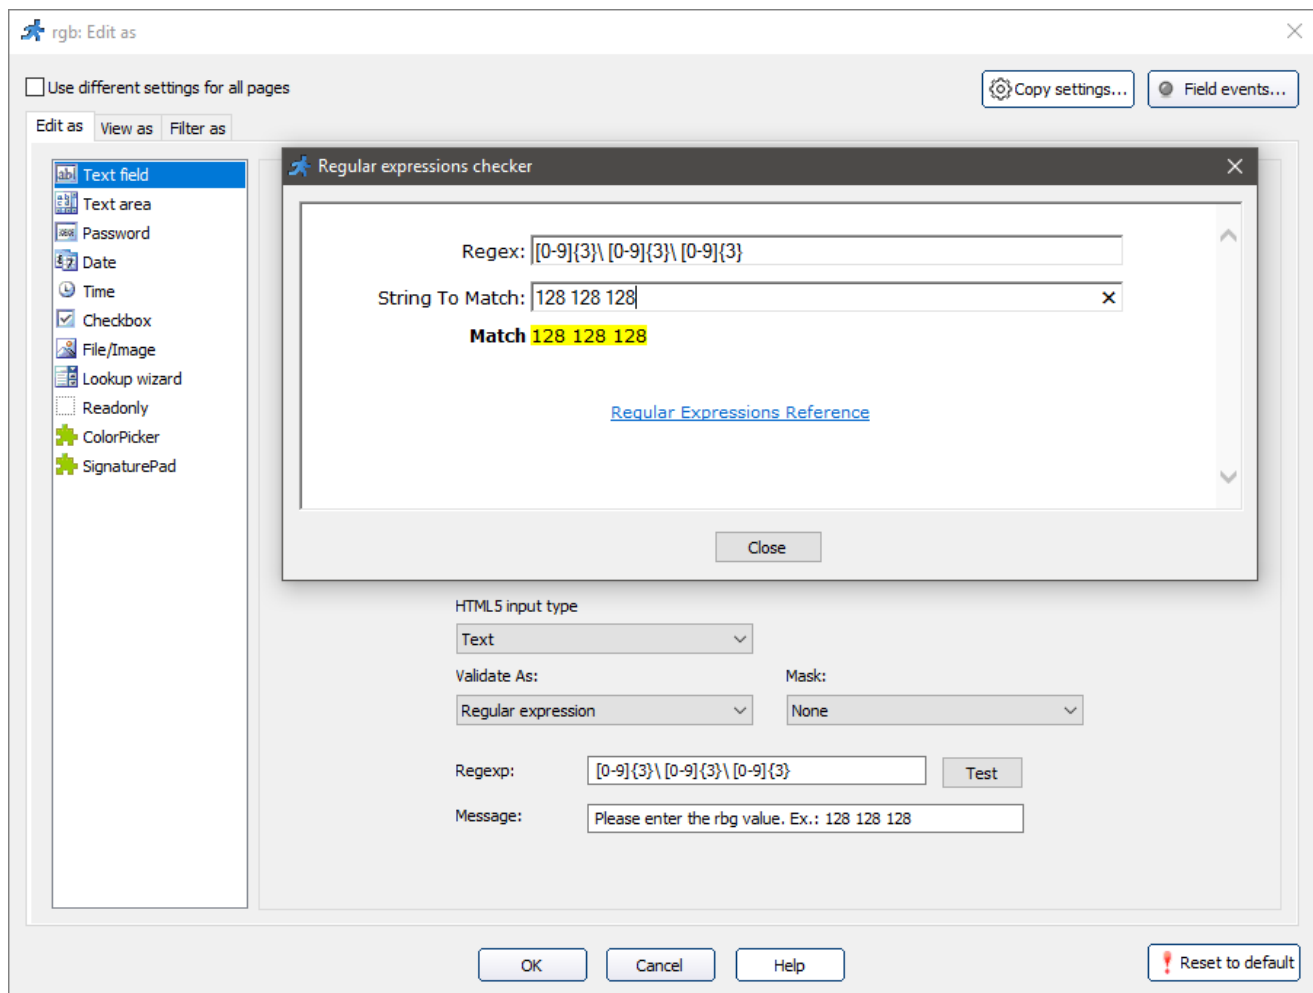 rgb: Edit as
Use different settings for all pages
Copy settings...
Field events...
Edit as
View as
Filter as
Text field
Text area
Password
Date
Time
Checkbox
File/Image
Lookup wizard
Readonly
ColorPicker
SignaturePad
Regular expressions checker
Regex: [0-9]{3}\ [0-9]{3}\ [0-9]{3}
String To Match: 128 128 128
Match 128 128 128
Regular Expressions Reference
Close
HTML5 input type
Text
Validate As: Mask:
Regular expression None
Regexp: [0-9]{3}\ [0-9]{3}\ [0-9]{3} Test
Message: Please enter the rbg value. Ex.: 128 128 128
OK Cancel Help Reset to default